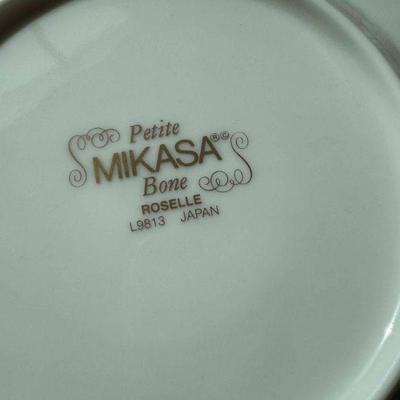 Petite
MIKASA®©
Bone
ROSELLE
L9813 JAPAN